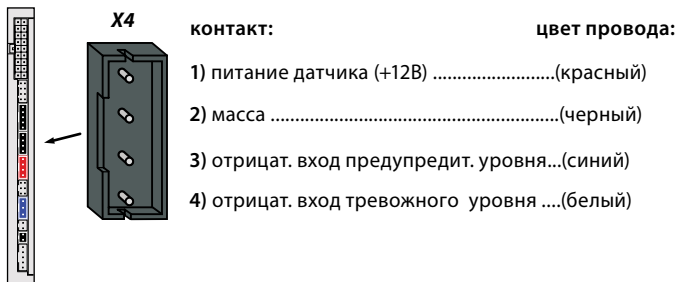 X4
контакт: цвет провода:
1) питание датчика (+12В) .........................(красный)
2) масса ...........................................................(черный)
3) отрицат. вход предупредит. уровня...(синий)
4) отрицат. вход тревожного уровня ....(белый)